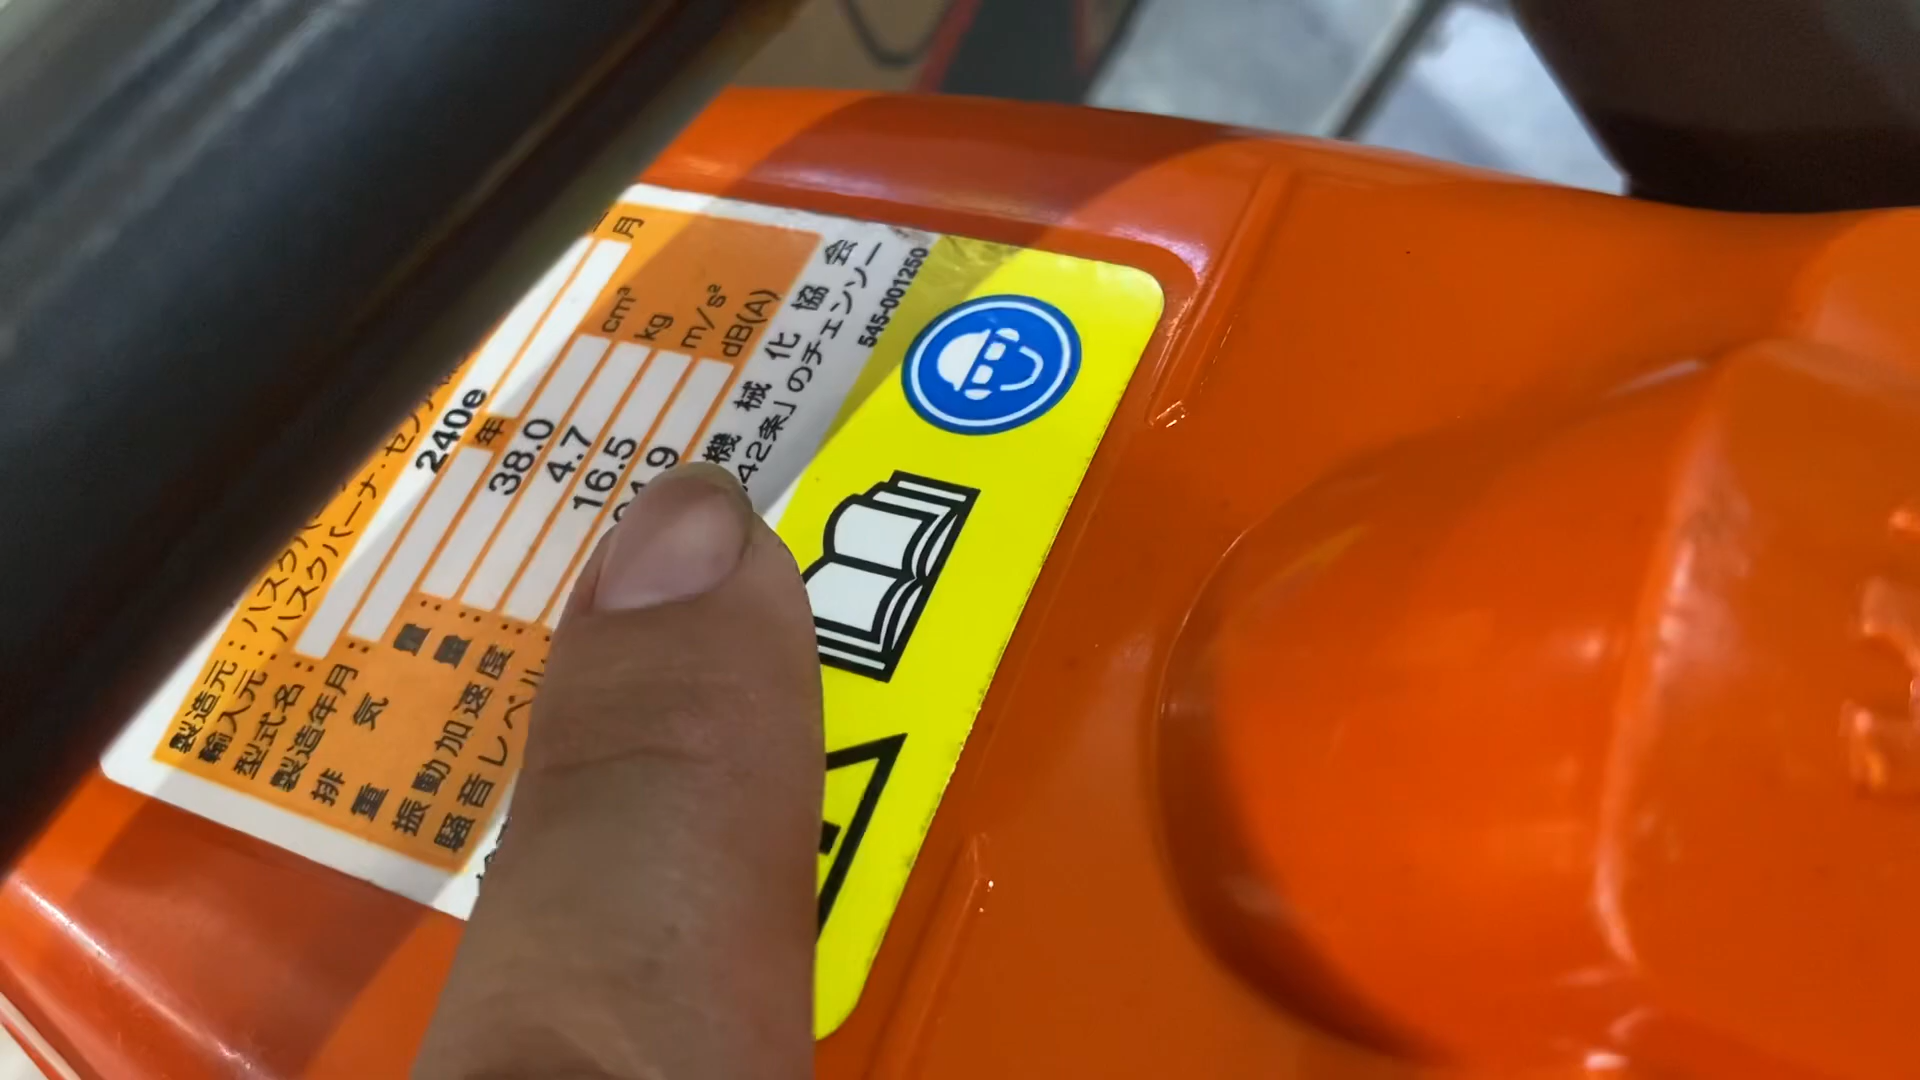 製造元：ハスクバーナ
輸入元：ハスクバーナ・ゼノア
型式名：240e
製造年月：年 月
排気量：38.0 cm³
重量：4.7 kg
振動加速度：16.5 m/s²
騒音レベル 9 dB(A)
機械化協会
42条」のチェンソー
545-001250